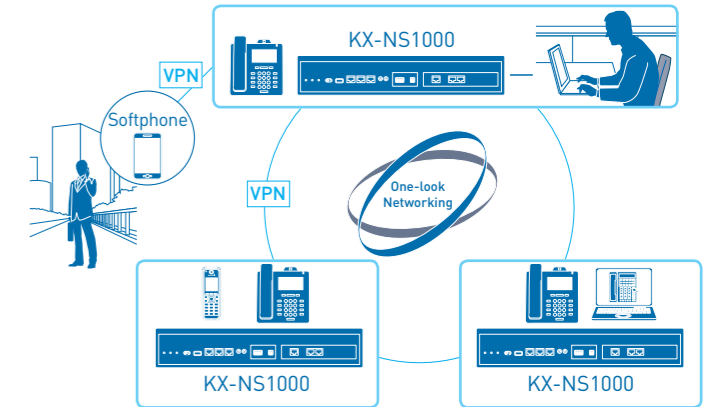 KX-NS1000
VPN
Softphone
VPN
One-look
Networking
KX-NS1000
KX-NS1000